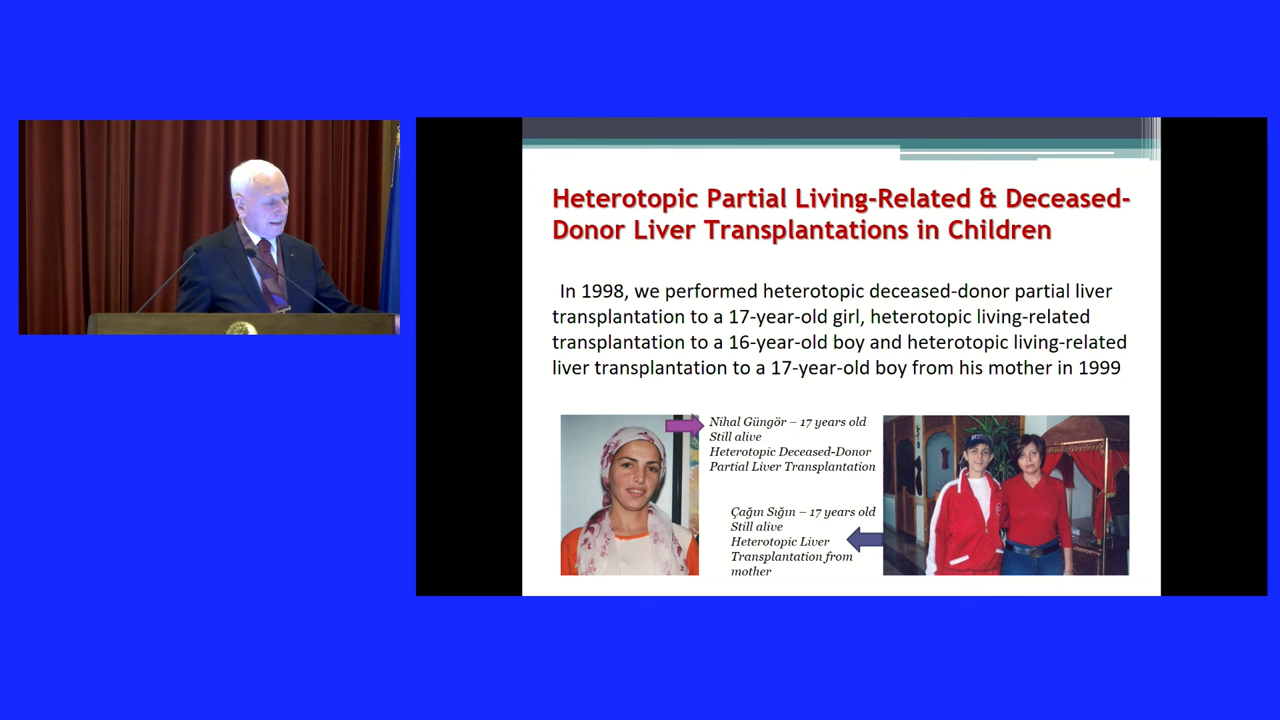 Heterotopic Partial Living-Related & Deceased-
Donor Liver Transplantations in Children
In 1998, we performed heterotopic deceased-donor partial liver
transplantation to a 17-year-old girl, heterotopic living-related
transplantation to a 16-year-old boy and heterotopic living-related
liver transplantation to a 17-year-old boy from his mother in 1999
Nihal Güngör – 17 years old
Still alive
Heterotopic Deceased-Donor
Partial Liver Transplantation
Çağın Sığın – 17 years old
Still alive
Heterotopic Liver
Transplantation from
mother